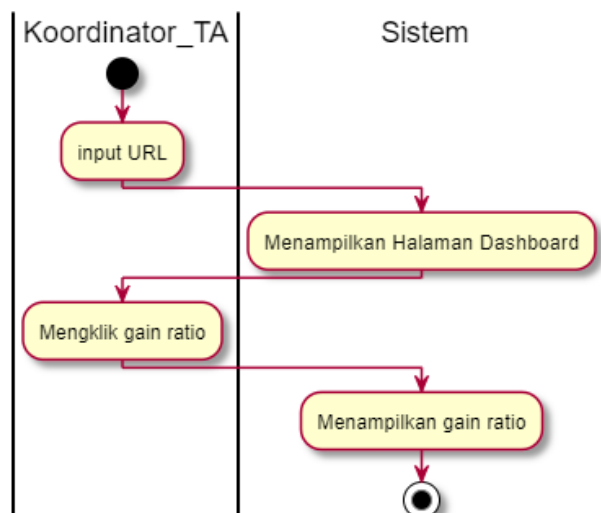 Koordinator_TA
Sistem
input URL
Menampilkan Halaman Dashboard
Mengklik gain ratio
Menampilkan gain ratio